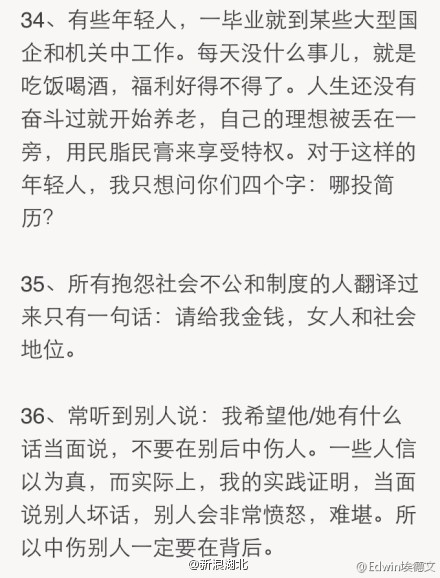 34、有些年轻人，一毕业就到某些大型国
企和机关中工作。每天没什么事儿，就是
吃饭喝酒，福利好得不得了。人生还没有
奋斗过就开始养老，自己的理想被丢在一
旁，用民脂民膏来享受特权。对于这样的
年轻人，我只想问你们四个字：哪投简
历？
35、所有抱怨社会不公和制度的人翻译过
来只有一句话：请给我金钱，女人和社会
地位。
36、常听到别人说：我希望他/她有什么
话当面说，不要在别后中伤人。一些人信
以为真，而实际上，我的实践证明，当面
说别人坏话，别人会非常愤怒，难堪。所
以中伤别人一定要在背后。
@新浪湖北
@Edwin埃德文